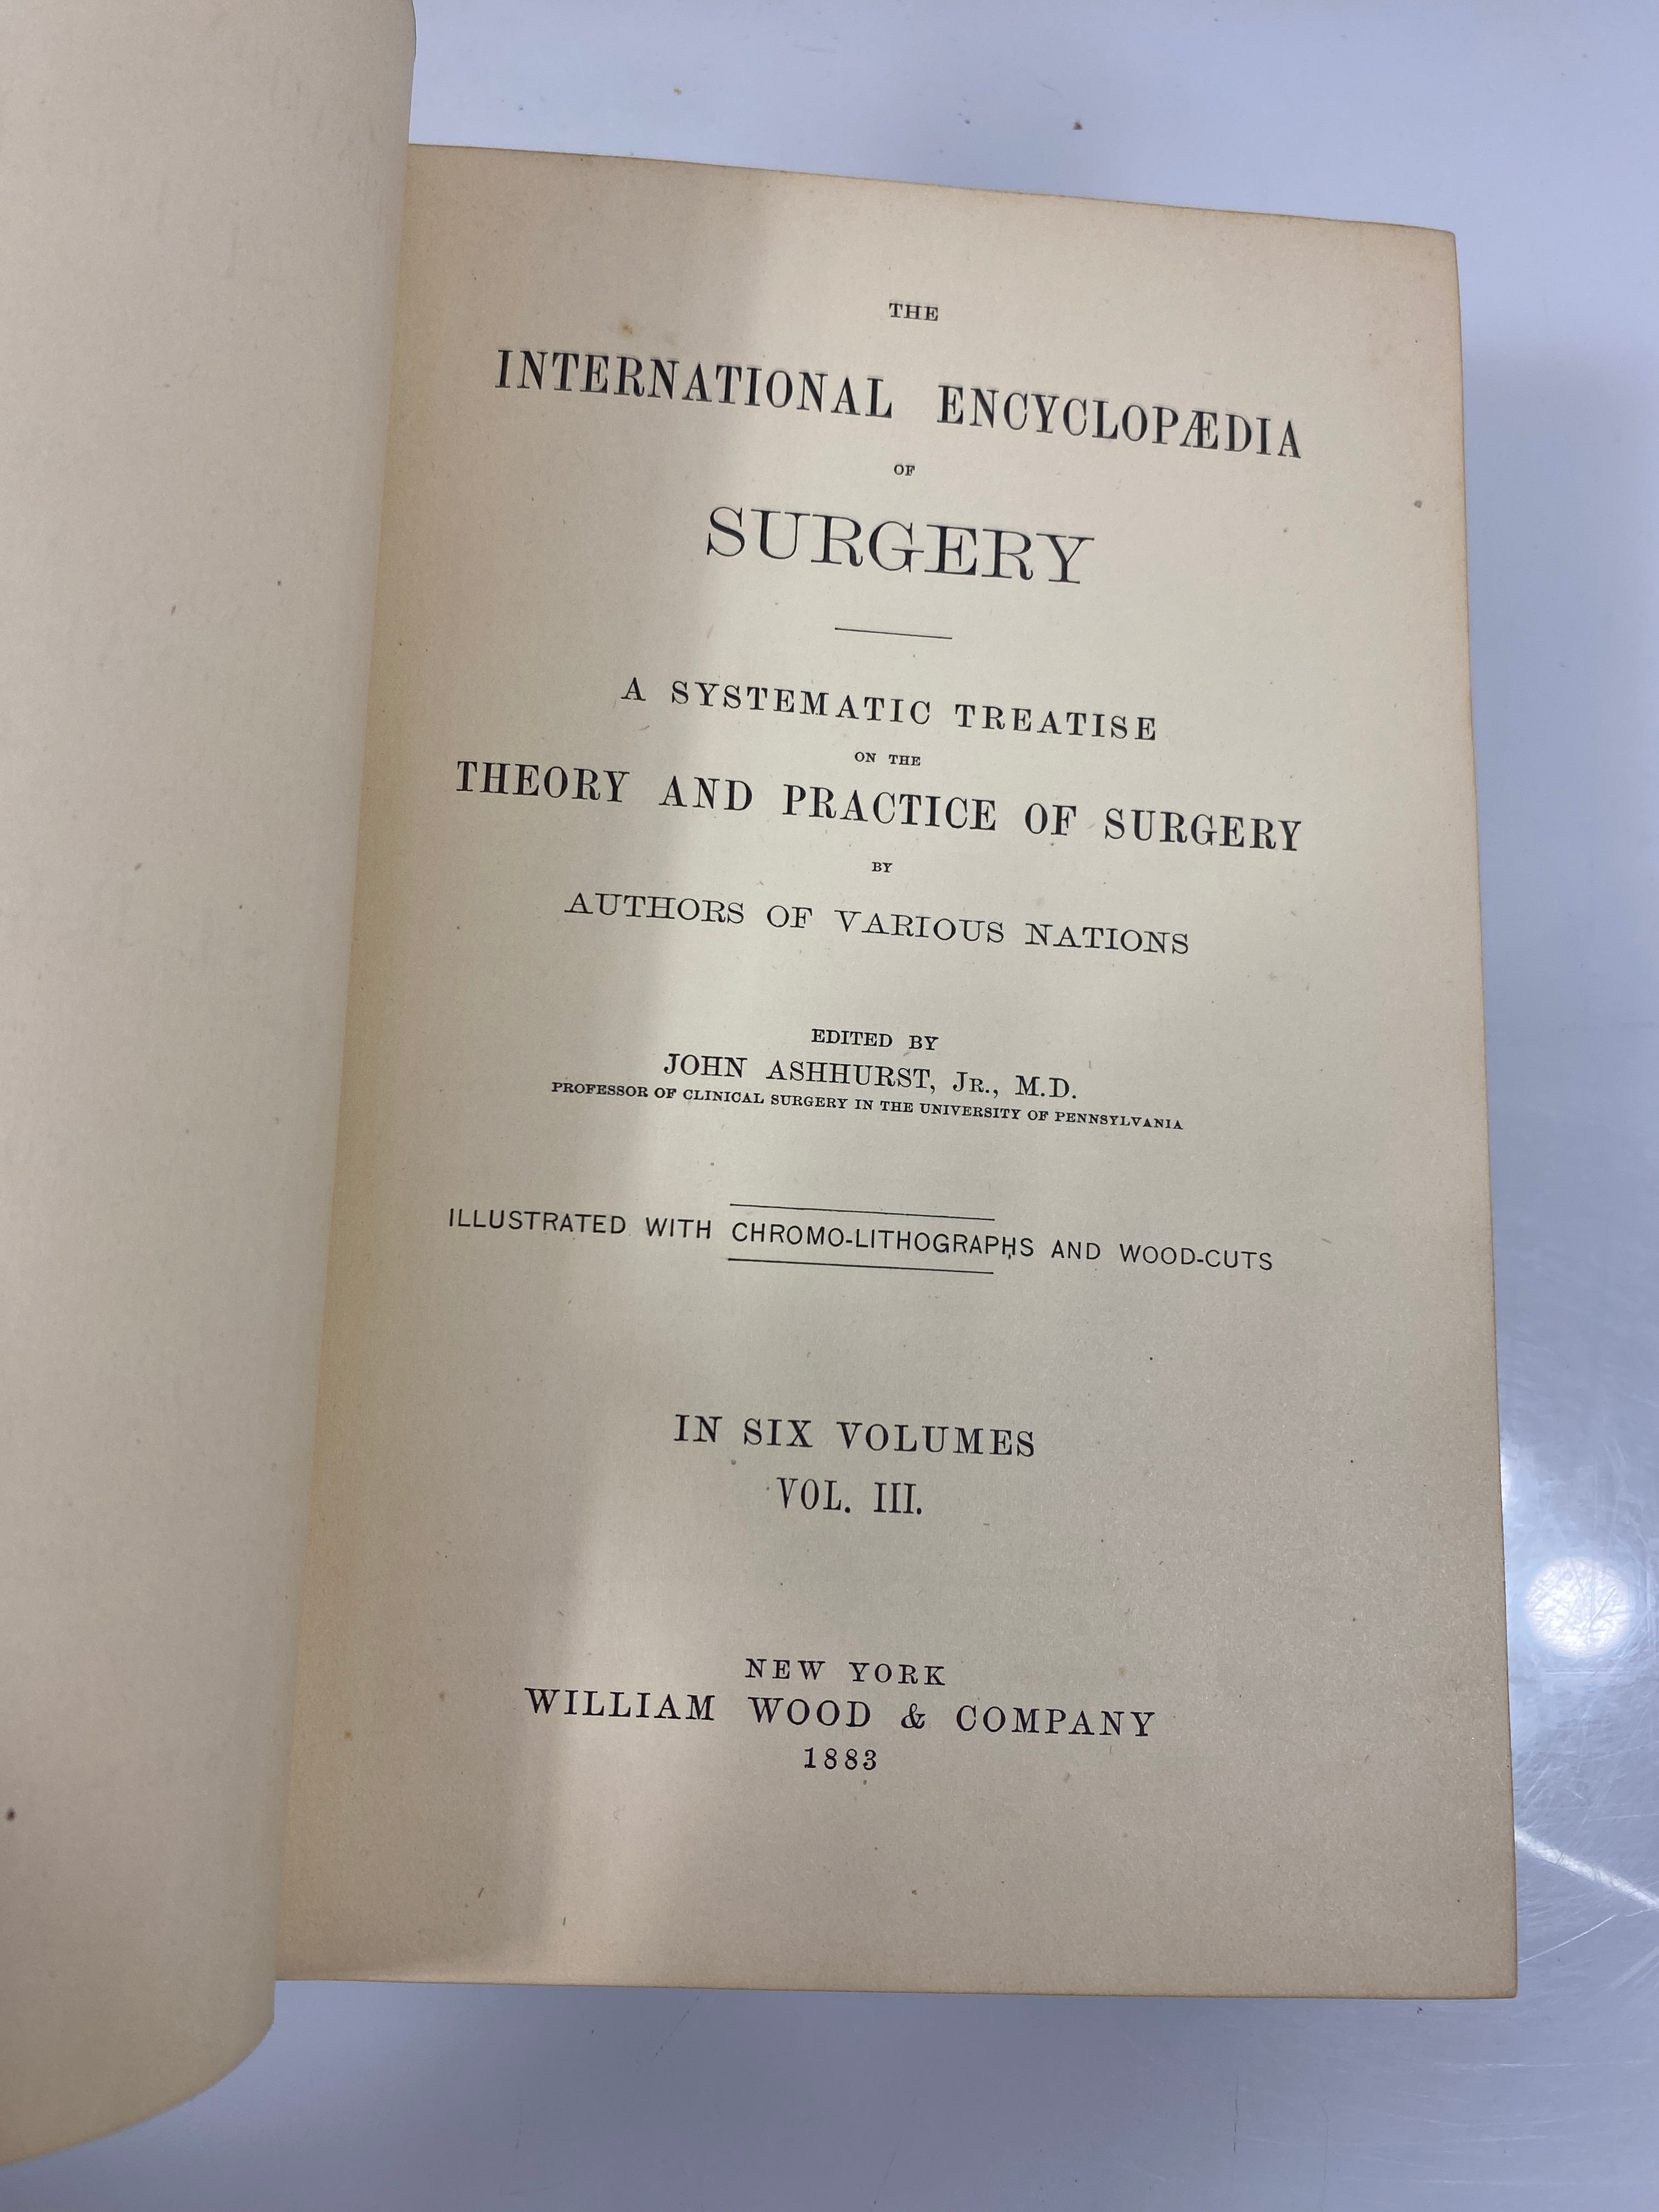 THE
INTERNATIONAL ENCYCLOPÆDIA
OF
SURGERY
A SYSTEMATIC TREATISE
ON THE
THEORY AND PRACTICE OF SURGERY
BY
AUTHORS OF VARIOUS NATIONS
EDITED BY
JOHN ASHHURST, JR., M.D.
PROFESSOR OF CLINICAL SURGERY IN THE UNIVERSITY OF PENNSYLVANIA
ILLUSTRATED WITH CHROMO-LITHOGRAPHS AND WOOD-CUTS
IN SIX VOLUMES
VOL. III.
NEW YORK
WILLIAM WOOD & COMPANY
1883